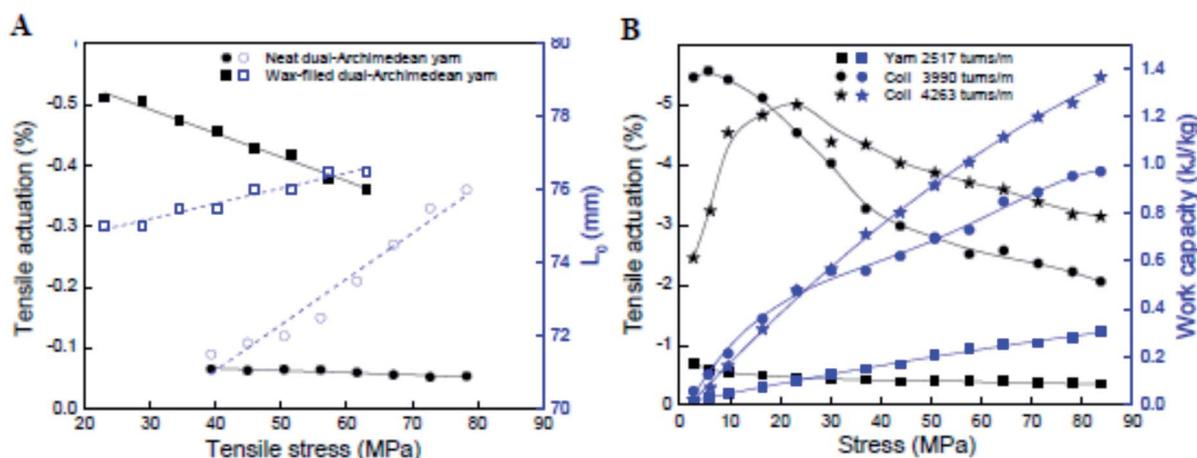 A
B
Neat dual-Archimedean yarn
Wax-filled dual-Archimedean yarn
Tensile actuation (%)
-0.5
-0.4
-0.3
-0.2
-0.1
0.0
20 30 40 50 60 70 80 90
Tensile stress (MPa)
80
78
76
74
72
70
L0 (mm)
Yarn 2517 turns/m
Coil 3990 turns/m
Coil 4263 turns/m
Tensile actuation (%)
-5
-4
-3
-2
-1
0
0 10 20 30 40 50 60 70 80 90
Stress (MPa)
1.4
1.2
1.0
0.8
0.6
0.4
0.2
0.0
Work capacity (kJ/kg)